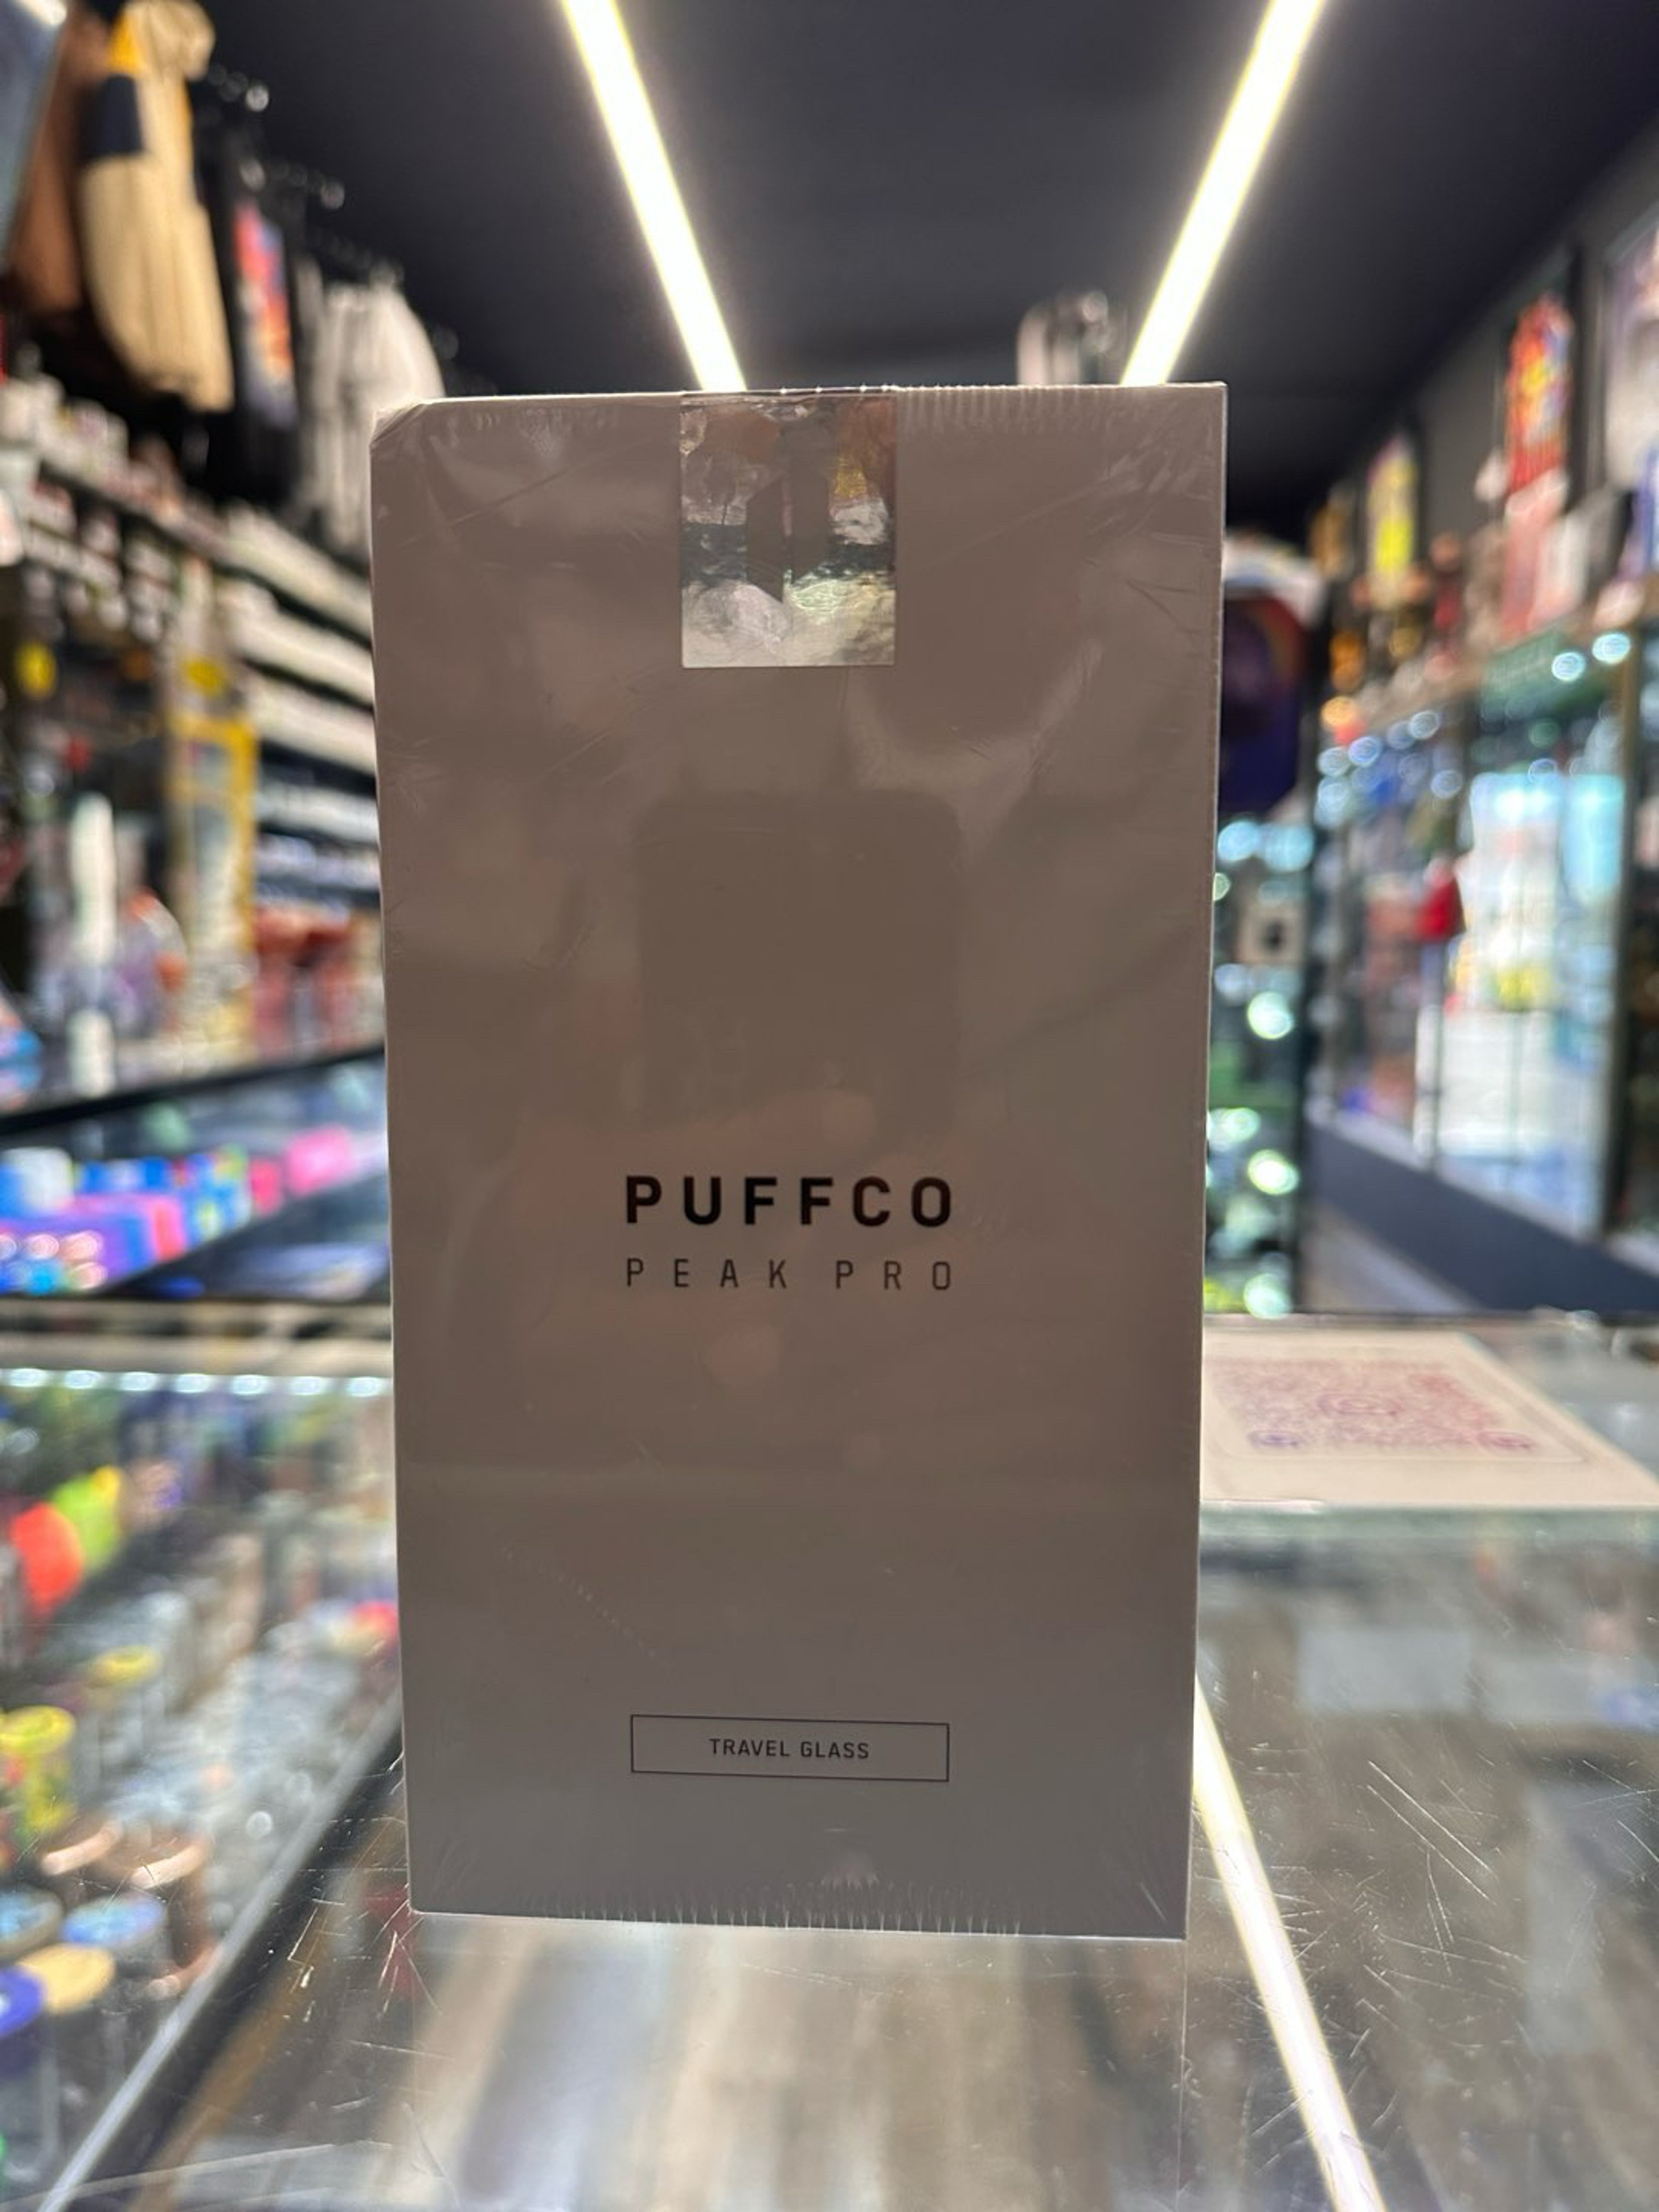 PUFFCO
PEAK PRO
TRAVEL GLASS